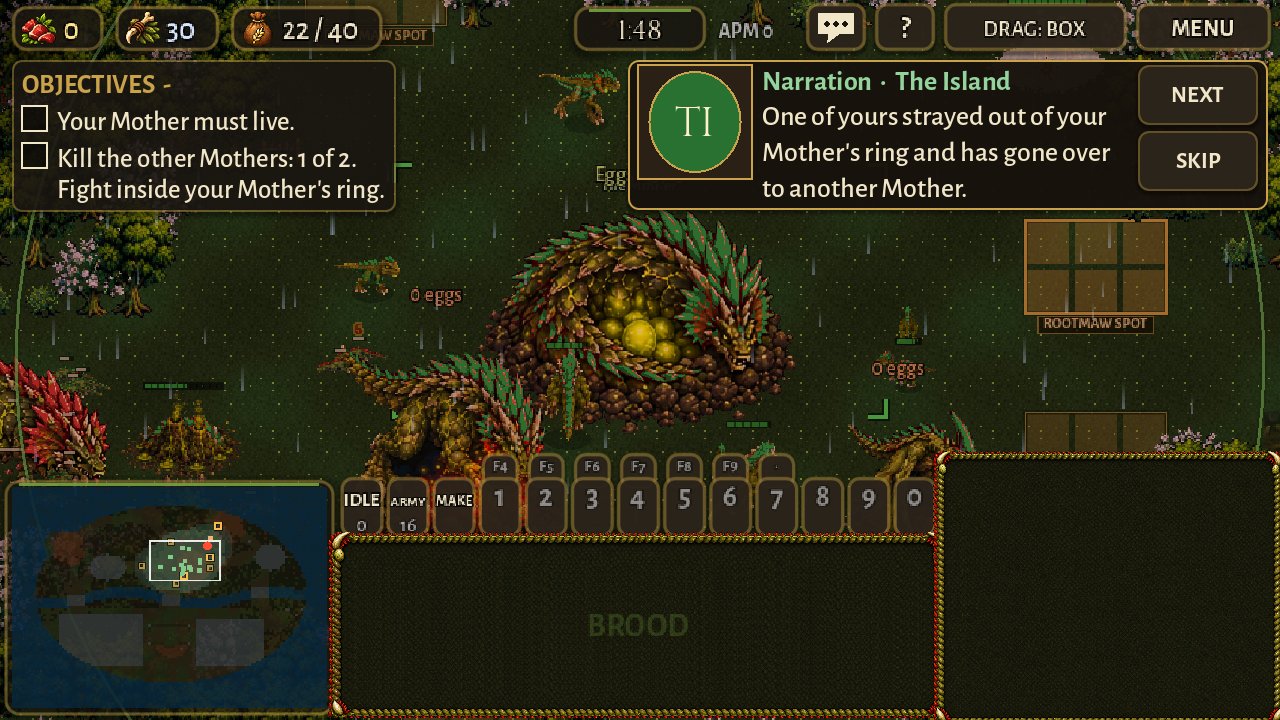 0
30
22 / 40
SPOT
1:48
APM 0
?
DRAG: BOX
MENU
OBJECTIVES -
Your Mother must live.
Kill the other Mothers: 1 of 2.
Fight inside your Mother's ring.
TI
Narration · The Island
One of yours strayed out of your
Mother's ring and has gone over
to another Mother.
NEXT
SKIP
Egg
0 eggs
ROOTMAW SPOT
6
0 eggs
F4 F5 F6 F7 F8 F9
IDLE 0
ARMY 16
MAKE
1 2 3 4 5 6 7 8 9 0
BROOD